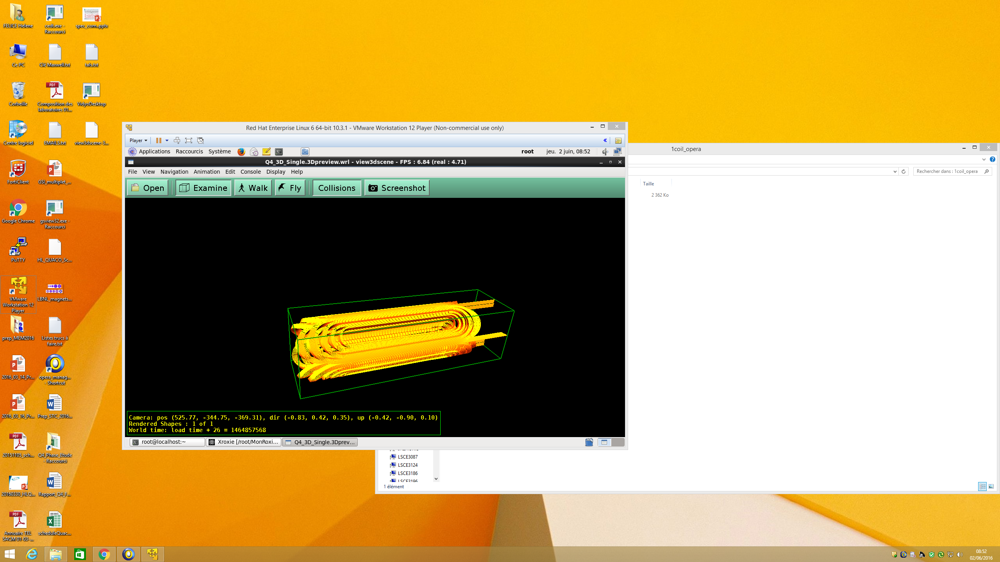 FELICE Helene
cedt.exe -
Raccourci
spec_com...pptx
Ce PC
Clé Maxwell.txt
tals.txt
Corbeille
Composition des
laboratoires 01...
VidyoDesktop
Centre logiciel
EMAILS.txt
view3dscene-3...
FortiClient
GSI_multiplet_...
Google Chrome
gsview32.exe -
Raccourci
PuTTY
HL_QUACO_Sc...
VMware
Workstation 12
Player
LBNL_magnets...
prep_MEM2016
Listes trucs à
faire.txt
2016_03_14_Pr...
opera_manag...
- Shortcut
2016_03_16_Pr...
Prep_STC_2016...
20151105_sch...
Q4_Phase_Etude
- Raccourci
20160330_HLQ...
Rapport_Q4_F...
Annuaire TEL
SACM 01-03-...
scheduleQuac...
Red Hat Enterprise Linux 6 64-bit 10.3.1 - VMware Workstation 12 Player (Non-commercial use only)
Player
Applications Raccourcis Système root jeu. 2 juin, 08:52
Q4_3D_Single.3Dpreview.wrl - view3dscene - FPS : 6.84 (real : 4.71)
File View Navigation Animation Edit Console Display Help
Open Examine Walk Fly Collisions Screenshot
Camera: pos (525.77, -344.75, -369.31), dir (-0.83, 0.42, 0.35), up (-0.42, -0.90, 0.10)
Rendered Shapes : 1 of 1
World time: load time + 26 = 1464857568
root@localhost:~ Xroxie [/root/MonRoxi... Q4_3D_Single.3Dprev...
1coil_opera
Rechercher dans : 1coil_opera
Taille
2 362 Ko
LSCE3087
LSCE3124
LSCE3186
LSCE3196
1 élément
08:52
02/06/2016